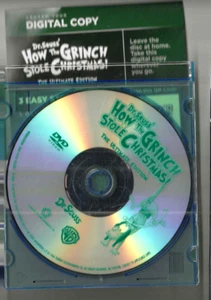 DIGITAL COPY
Dr. Seuss'
HOW THE GRINCH
STOLE CHRISTMAS!
THE ULTIMATE EDITION
Leave the
disc at home.
Take this
digital copy
wherever
you go.
3 EASY
Dr. Seuss'
HOW THE GRINCH
STOLE CHRISTMAS!
THE ULTIMATE EDITION
DVD
VIDEO
Dr. Seuss
WB